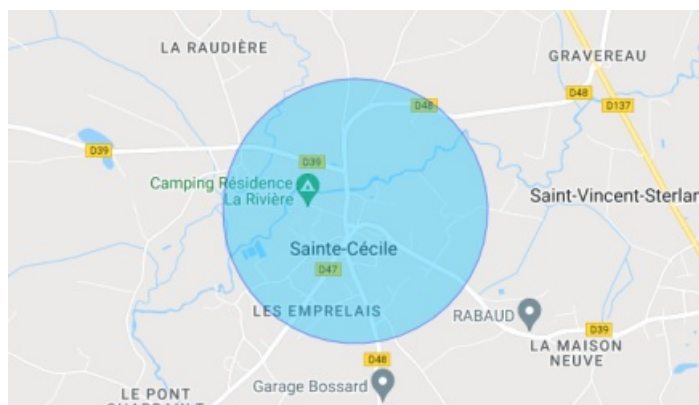 LA RAUDIÈRE
GRAVEREAU
D48
D48
D137
D39
D39
Camping Résidence
La Rivière
Saint-Vincent-Sterlan
Sainte-Cécile
D47
LES EMPRELAIS
RABAUD
D39
LA MAISON
NEUVE
D48
Garage Bossard
LE PONT